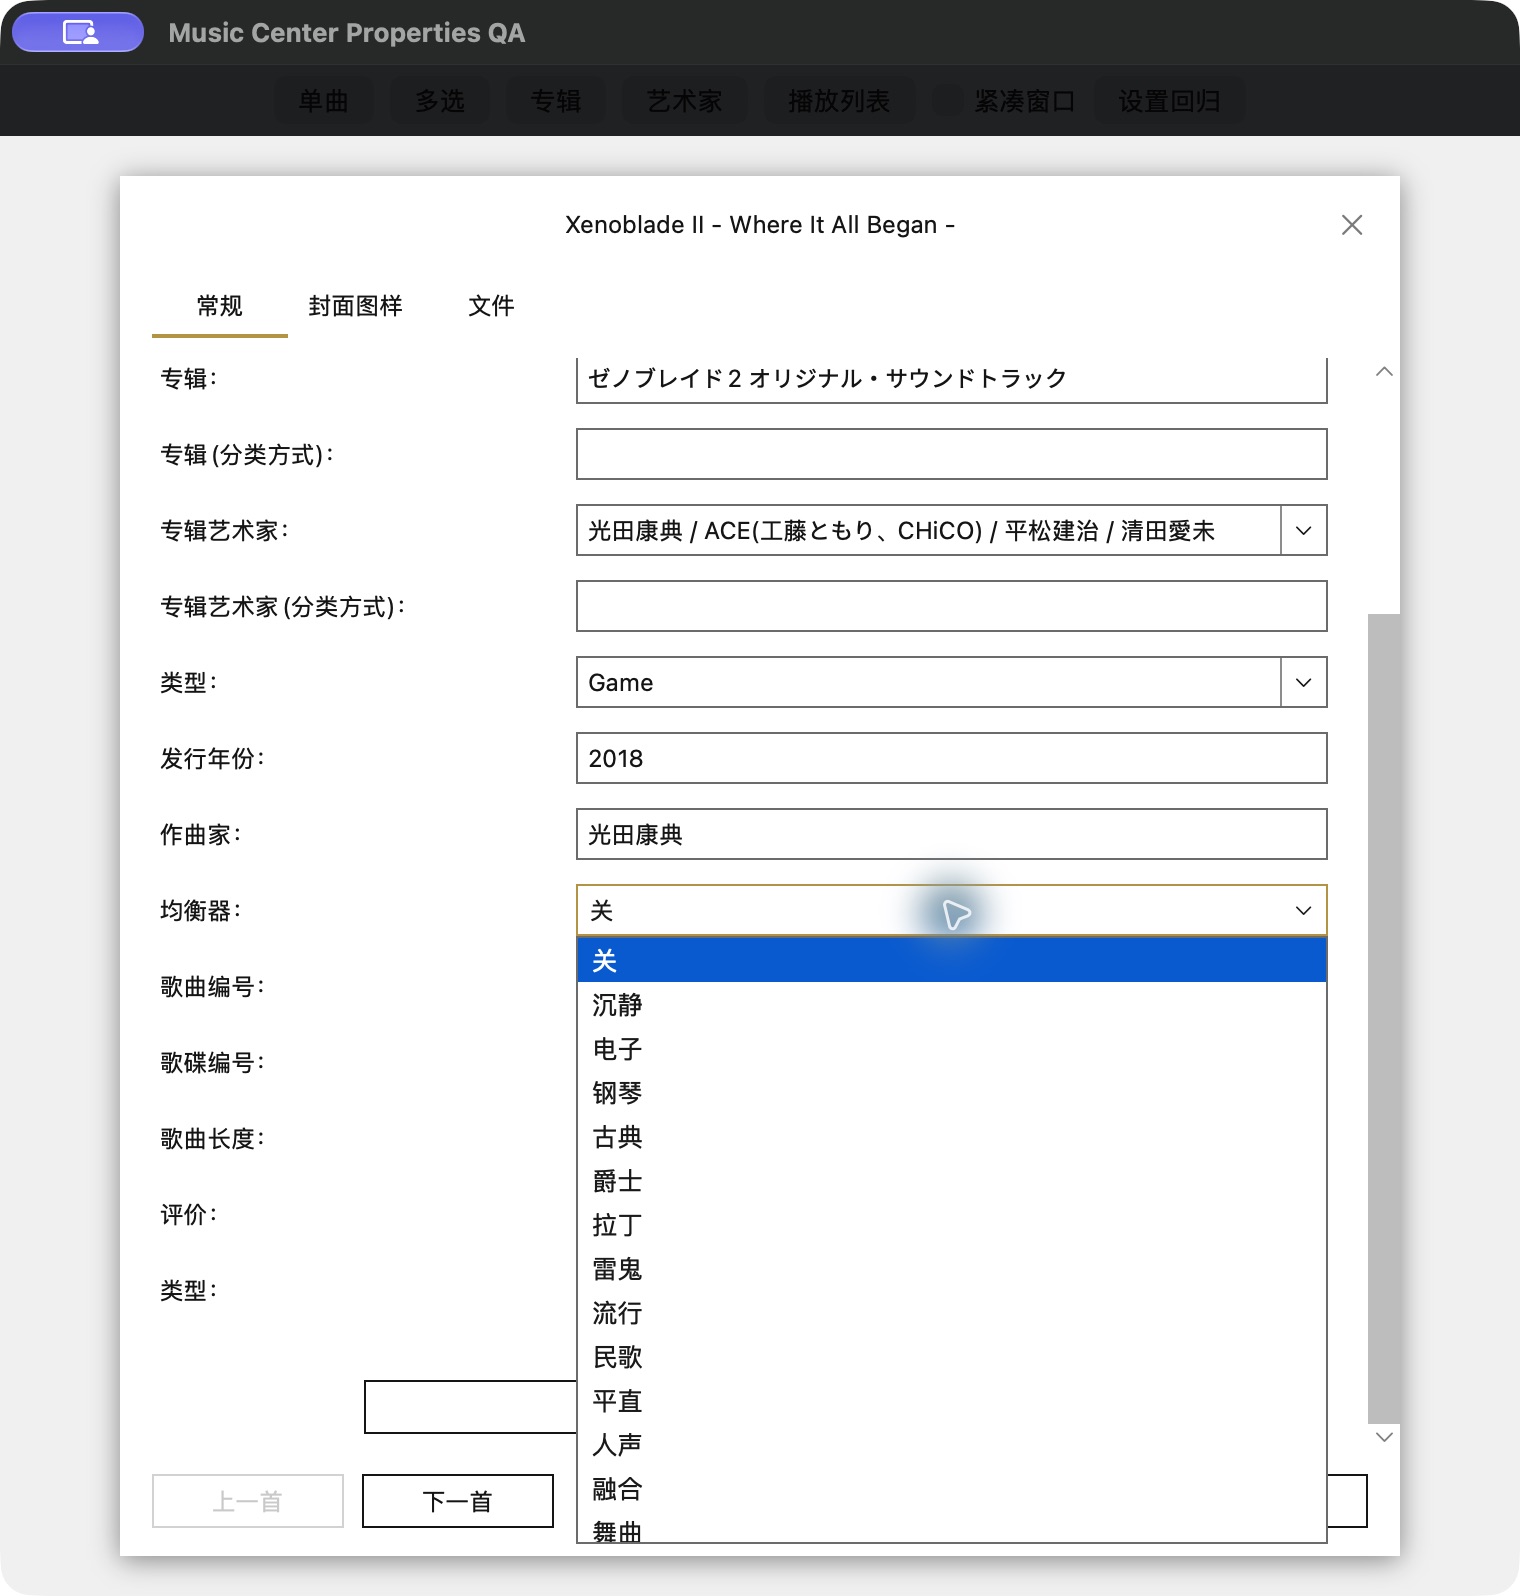 Music Center Properties QA
单曲 多选 专辑 艺术家 播放列表 紧凑窗口 设置回归
Xenoblade II - Where It All Began -
常规 封面图样 文件
专辑: ゼノブレイド2 オリジナル・サウンドトラック
专辑(分类方式):
专辑艺术家: 光田康典 / ACE(工藤ともり、CHiCO) / 平松建治 / 清田愛未
专辑艺术家(分类方式):
类型: Game
发行年份: 2018
作曲家: 光田康典
均衡器: 关
关
歌曲编号:
沉静
电子
歌碟编号:
钢琴
歌曲长度:
古典
爵士
评价:
拉丁
雷鬼
类型:
流行
民歌
平直
人声
融合
上一首 下一首
舞曲